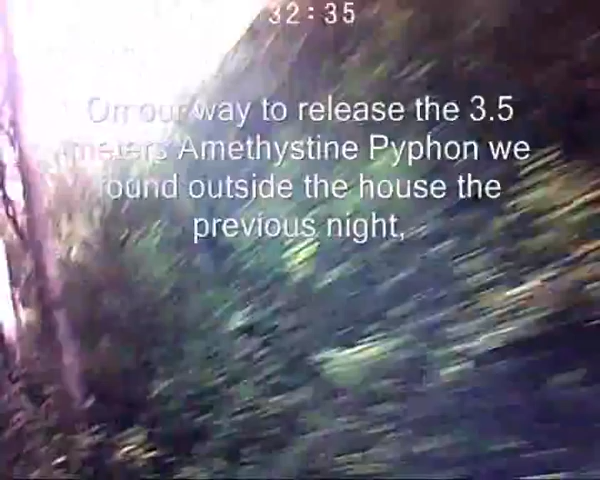 32:35
On our way to release the 3.5
meters Amethystine Pyphon we
found outside the house the
previous night,